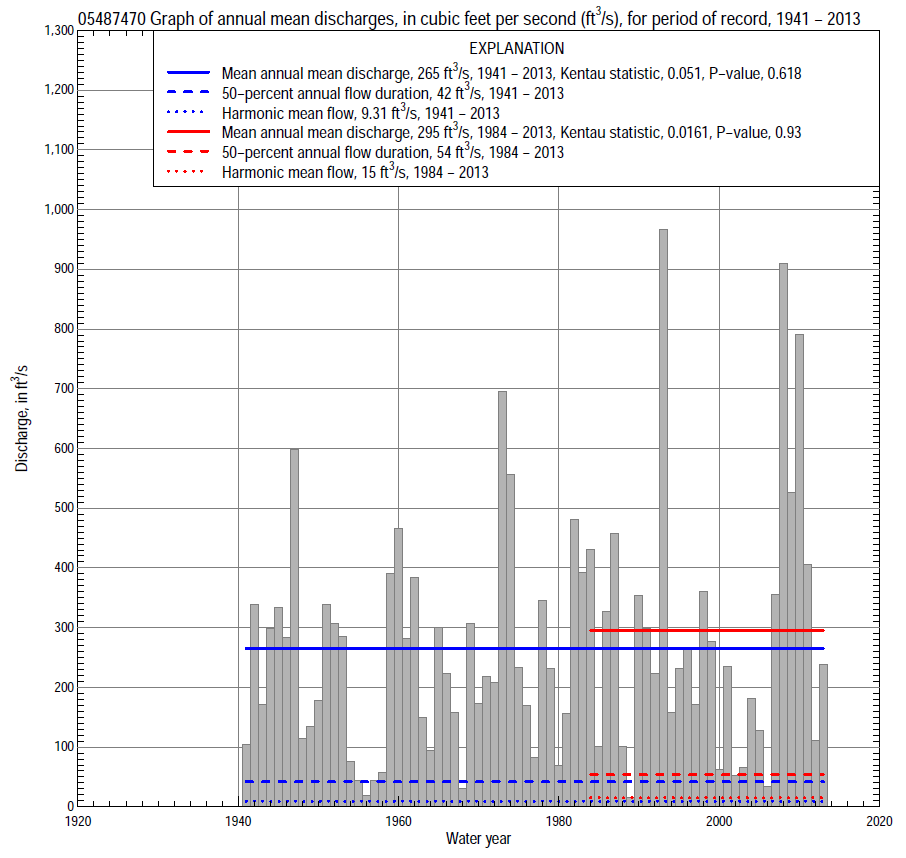 05487470 Graph of annual mean discharges, in cubic feet per second (ft³/s), for period of record, 1941 – 2013
EXPLANATION
Mean annual mean discharge, 265 ft³/s, 1941 – 2013, Kentau statistic, 0.051, P–value, 0.618
50–percent annual flow duration, 42 ft³/s, 1941 – 2013
Harmonic mean flow, 9.31 ft³/s, 1941 – 2013
Mean annual mean discharge, 295 ft³/s, 1984 – 2013, Kentau statistic, 0.0161, P–value, 0.93
50–percent annual flow duration, 54 ft³/s, 1984 – 2013
Harmonic mean flow, 15 ft³/s, 1984 – 2013
1,300
1,200
1,100
1,000
900
800
700
600
500
400
300
200
100
0
Discharge, in ft³/s
1920 1940 1960 1980 2000 2020
Water year